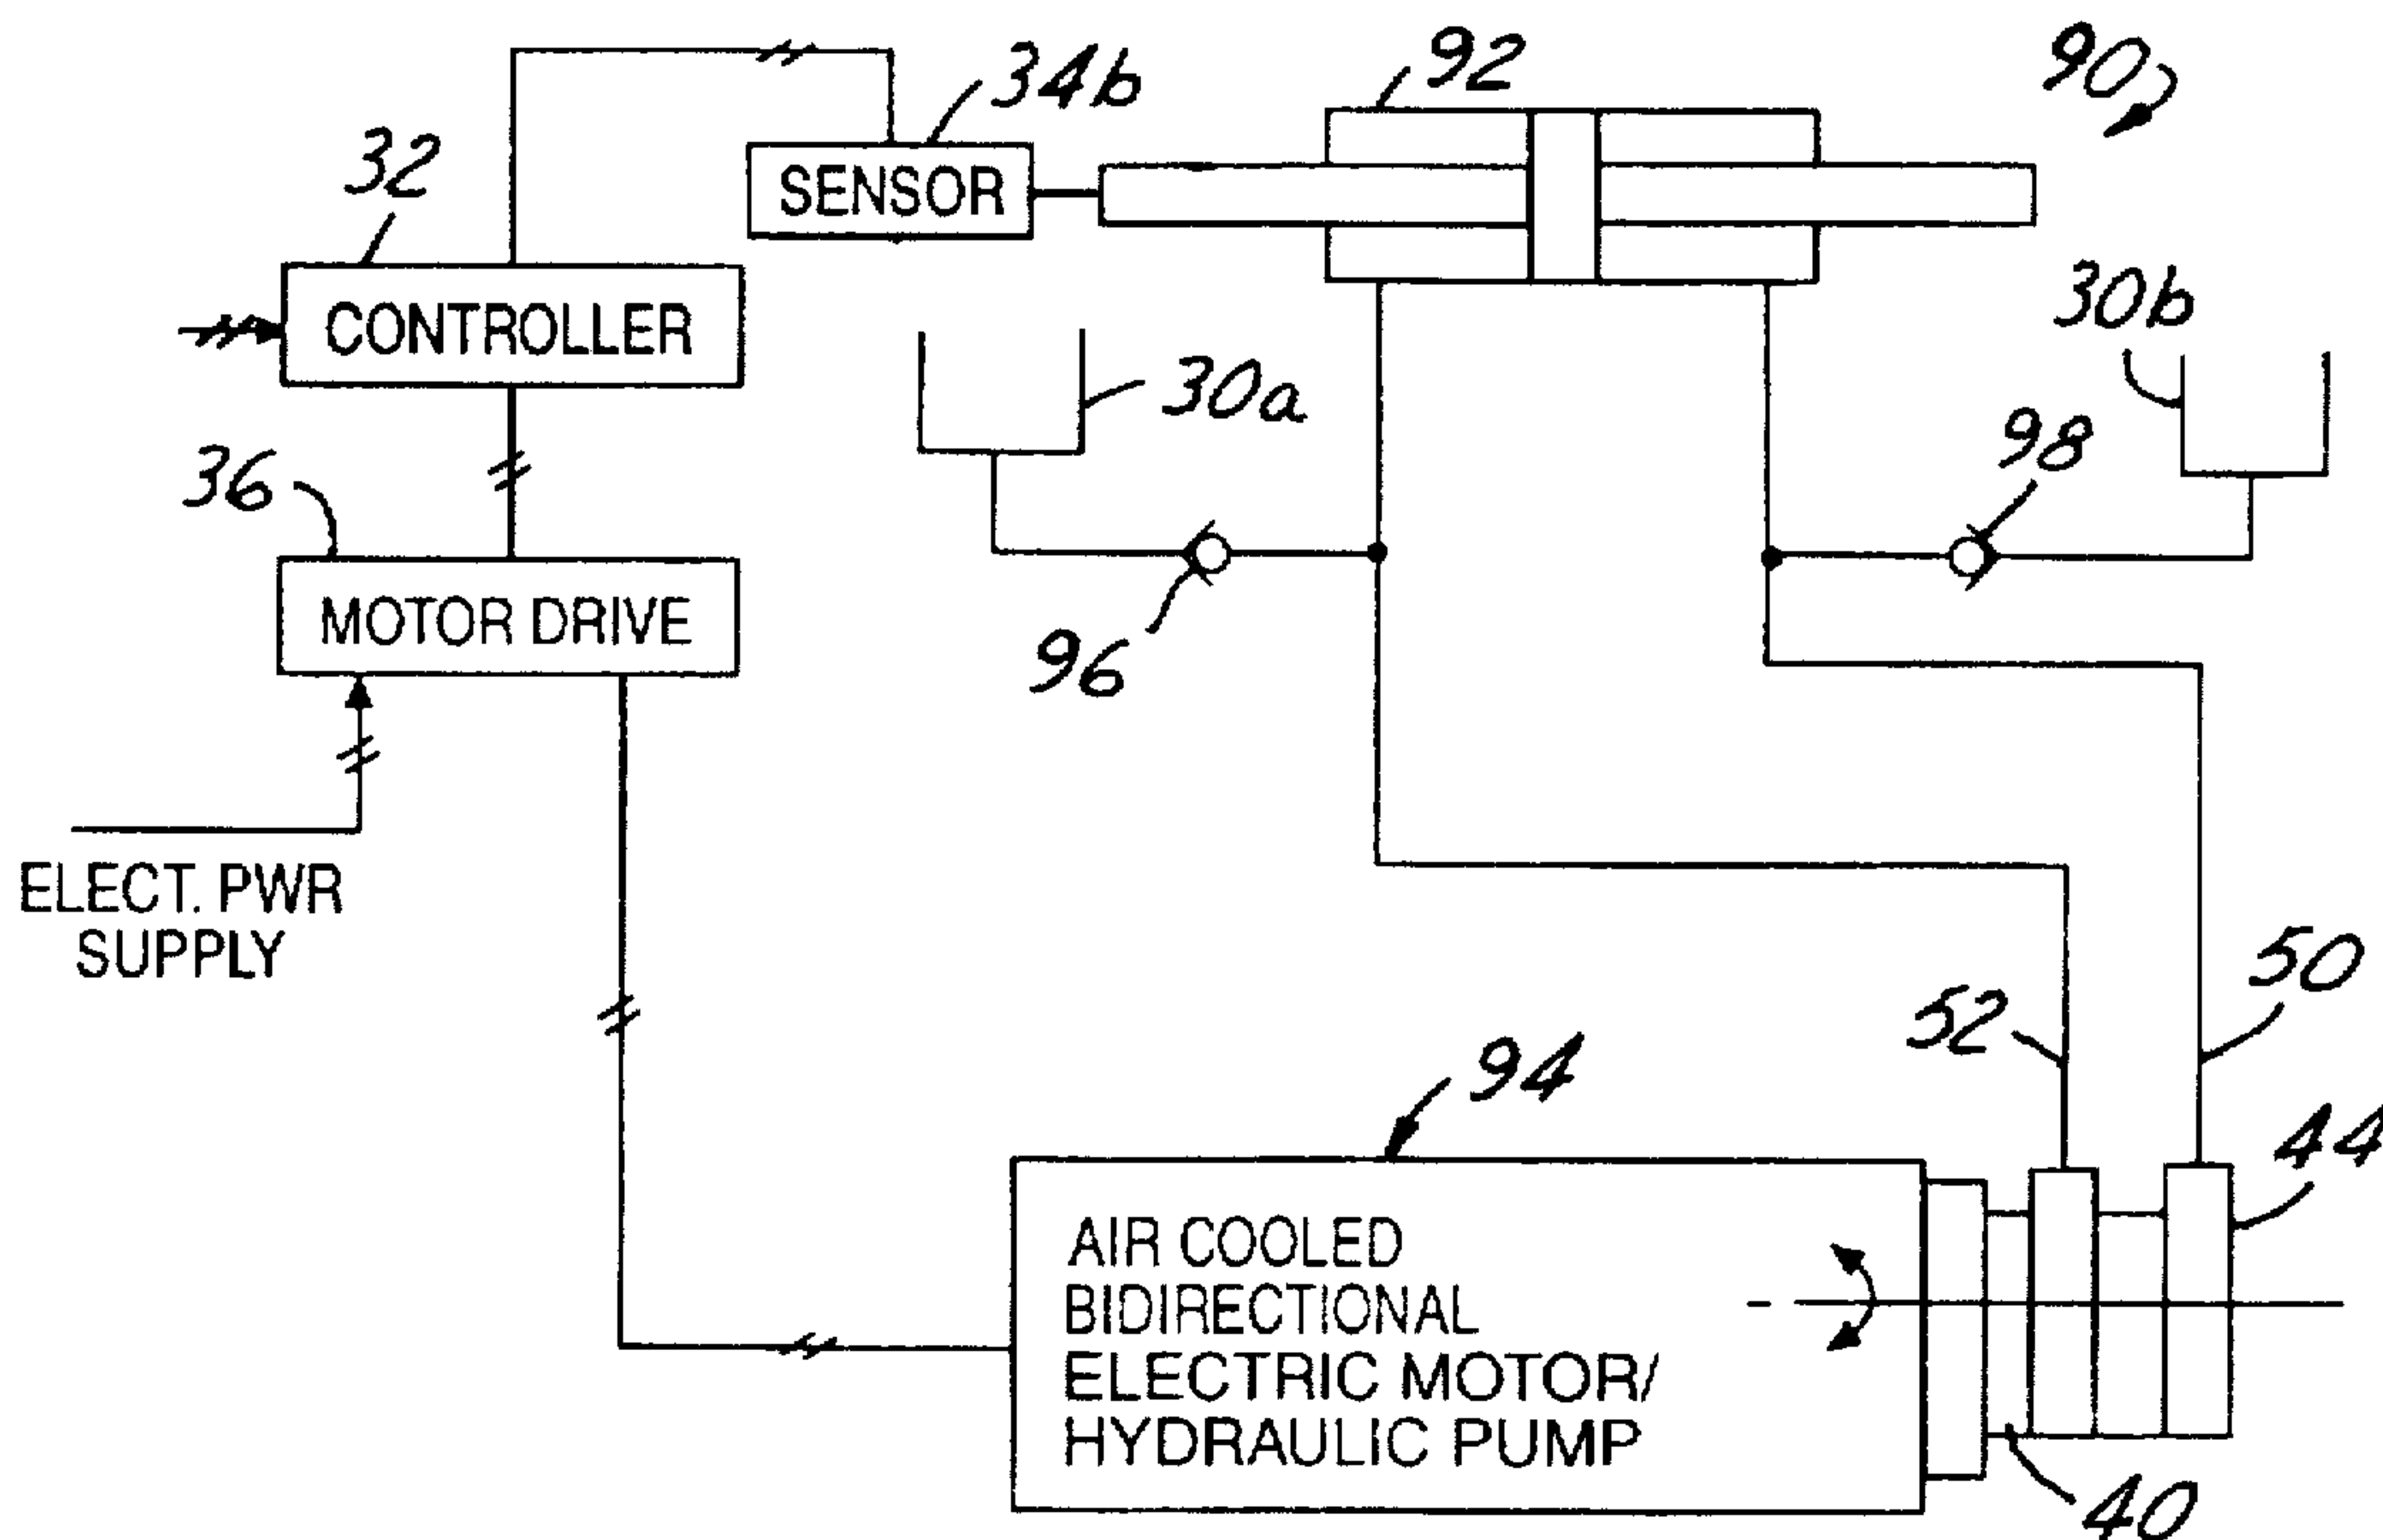 92
90
34b
32
SENSOR
CONTROLLER
30a
30b
98
36
MOTOR DRIVE
96
ELECT. PWR
SUPPLY
52
50
94
44
AIR COOLED
BIDIRECTIONAL
ELECTRIC MOTOR/
HYDRAULIC PUMP
40